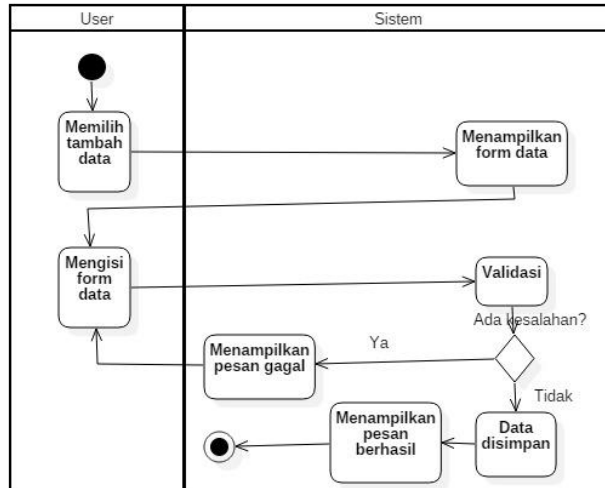 User
Sistem
Memilih
tambah
data
Menampilkan
form data
Mengisi
form
data
Validasi
Ada kesalahan?
Ya
Menampilkan
pesan gagal
Tidak
Menampilkan
pesan
berhasil
Data
disimpan